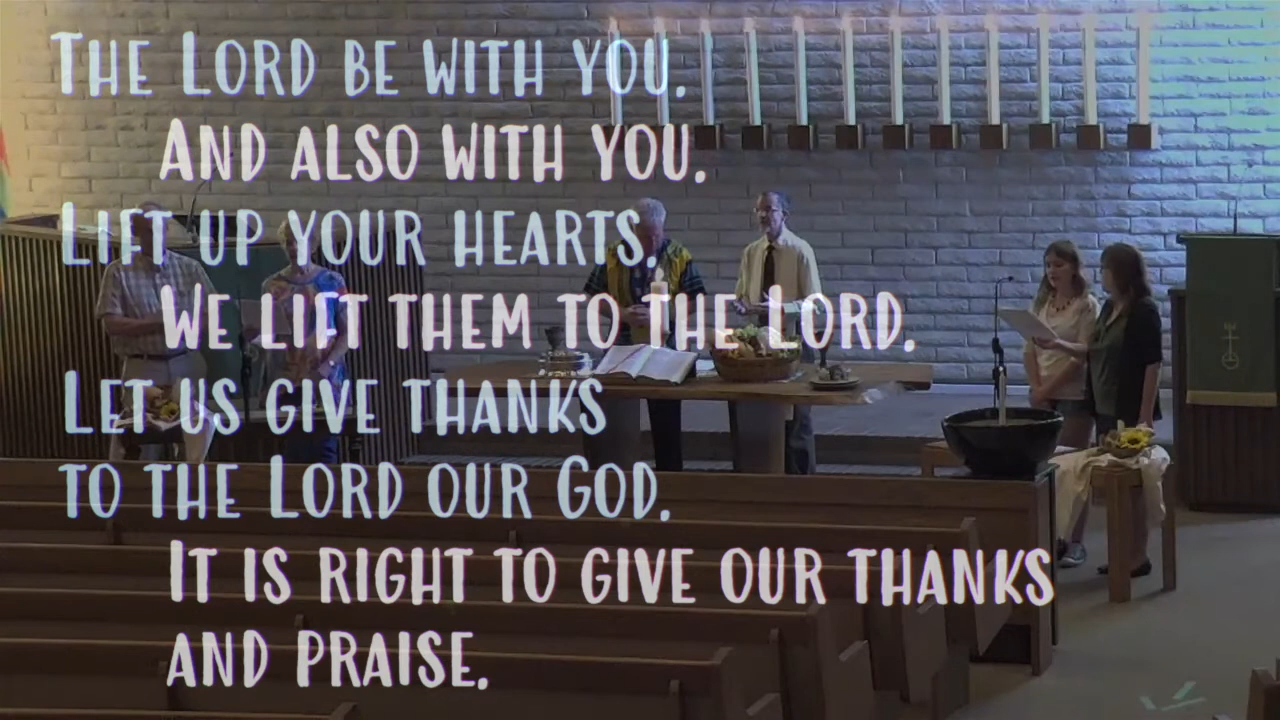 The Lord be with you.
And also with you.
Lift up your hearts.
We lift them to the Lord.
Let us give thanks
to the Lord our God.
It is right to give our thanks
and praise.